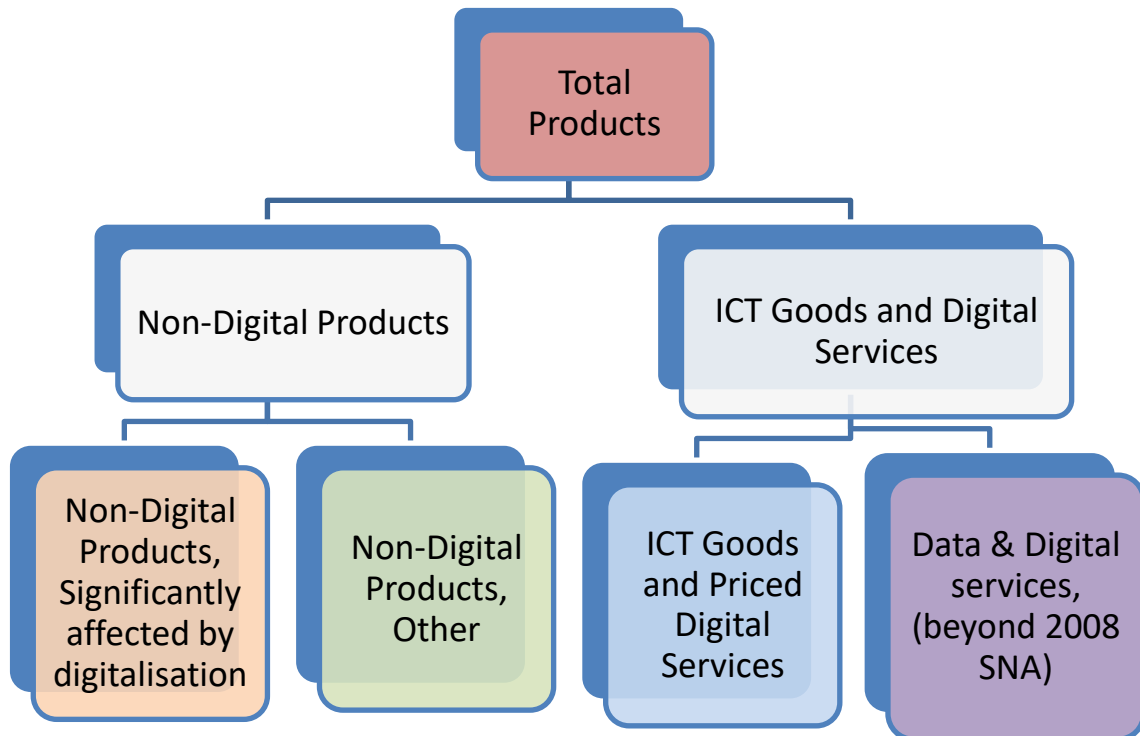 Total
Products
Non-Digital Products
ICT Goods and Digital
Services
Non-Digital
Products,
Significantly
affected by
digitalisation
Non-Digital
Products,
Other
ICT Goods
and Priced
Digital
Services
Data & Digital
services,
(beyond 2008
SNA)